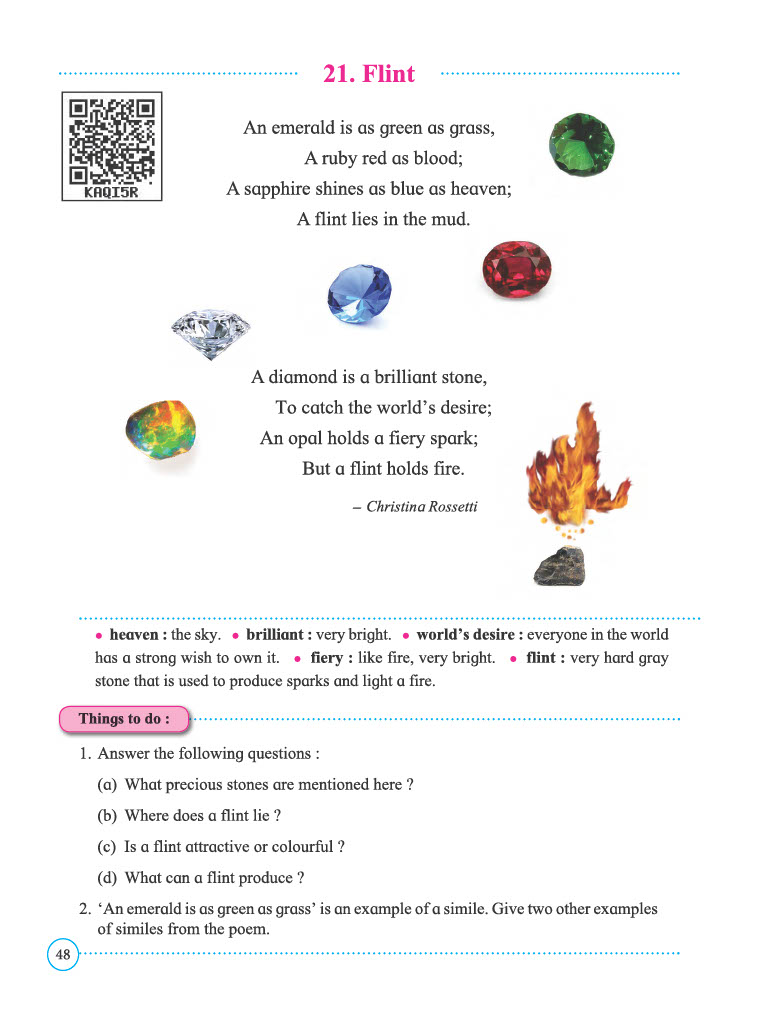 21. Flint
KAQI5R
An emerald is as green as grass,
A ruby red as blood;
A sapphire shines as blue as heaven;
A flint lies in the mud.
A diamond is a brilliant stone,
To catch the world’s desire;
An opal holds a fiery spark;
But a flint holds fire.
– Christina Rossetti
• heaven : the sky. • brilliant : very bright. • world’s desire : everyone in the world
has a strong wish to own it. • fiery : like fire, very bright. • flint : very hard gray
stone that is used to produce sparks and light a fire.
Things to do :
1. Answer the following questions :
(a) What precious stones are mentioned here ?
(b) Where does a flint lie ?
(c) Is a flint attractive or colourful ?
(d) What can a flint produce ?
2. ‘An emerald is as green as grass’ is an example of a simile. Give two other examples
of similes from the poem.
48